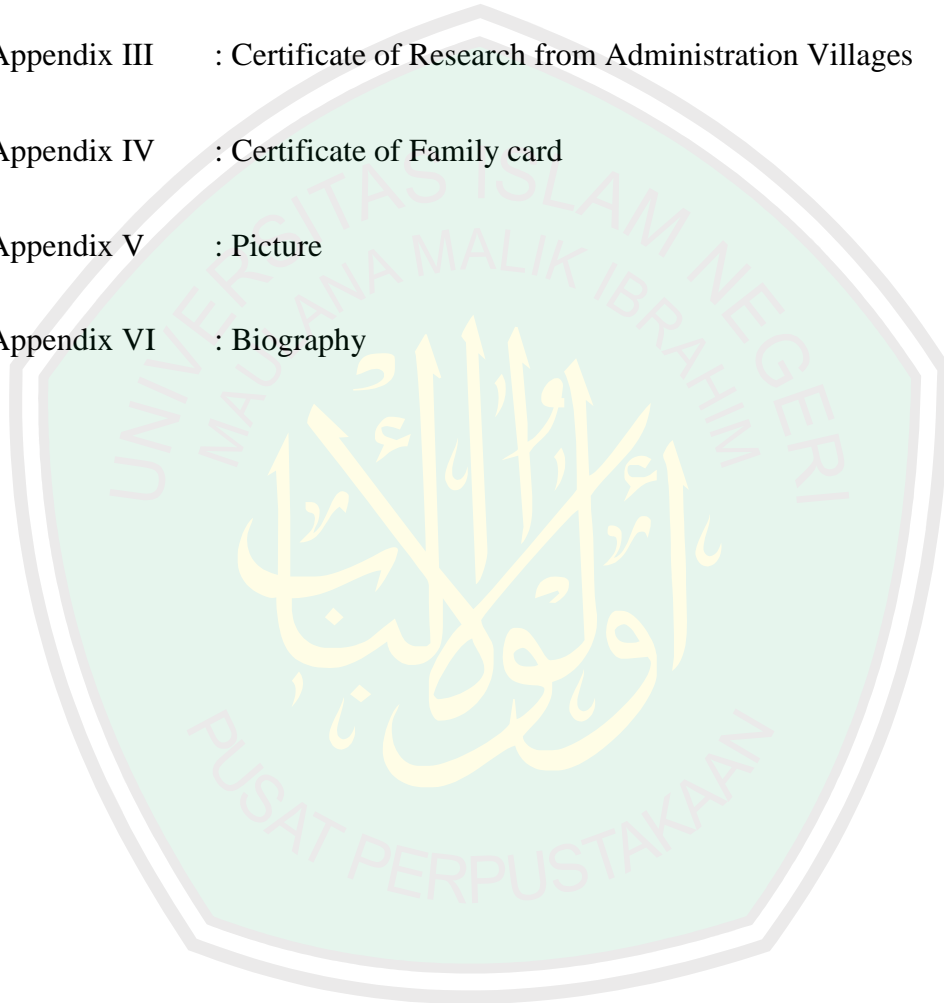 Appendix III : Certificate of Research from Administration Villages
Appendix IV : Certificate of Family card
Appendix V : Picture
Appendix VI : Biography
UNIVERSITAS ISLAM NEGERI
MAULANA MALIK IBRAHIM
أولو الألباب
PUSAT PERPUSTAKAAN